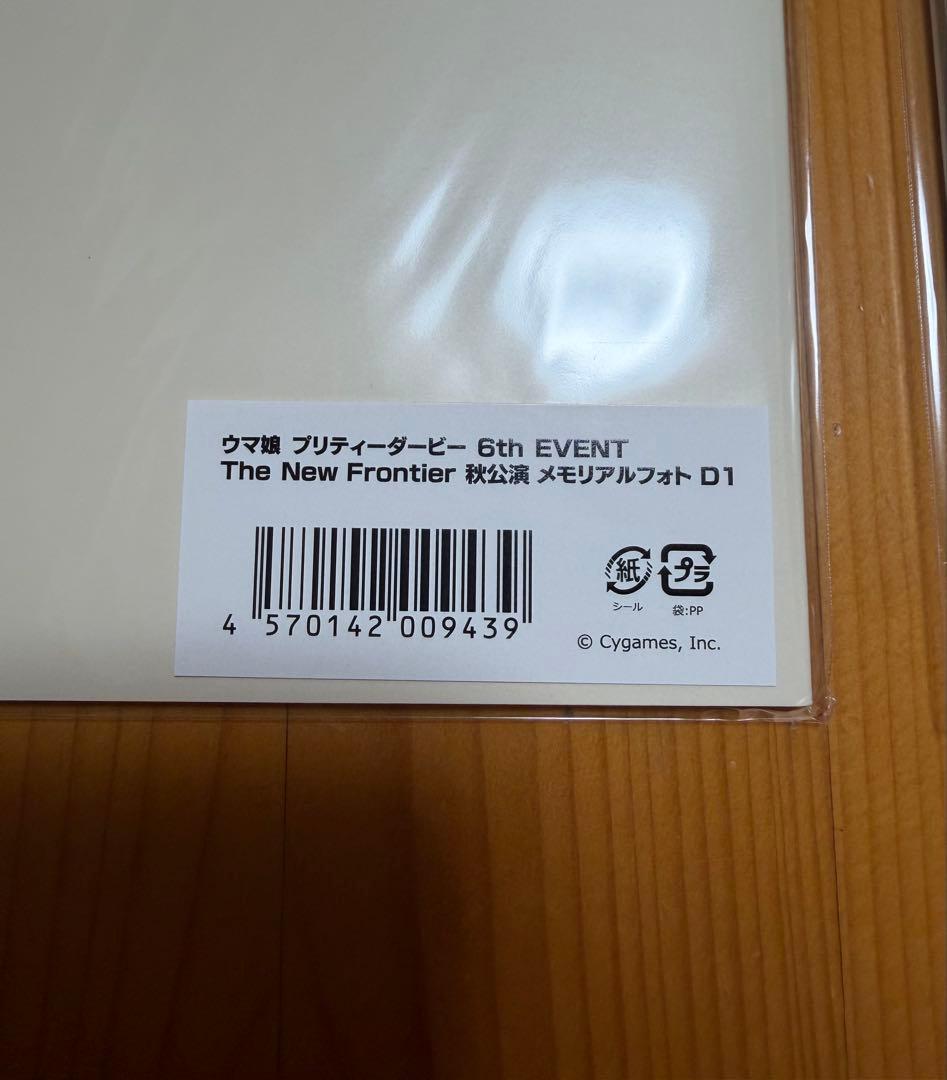 ウマ娘 プリティーダービー 6th EVENT
The New Frontier 秋公演 メモリアルフォト D1
紙
シール
プラ
袋:PP
4 570142 009439
© Cygames, Inc.